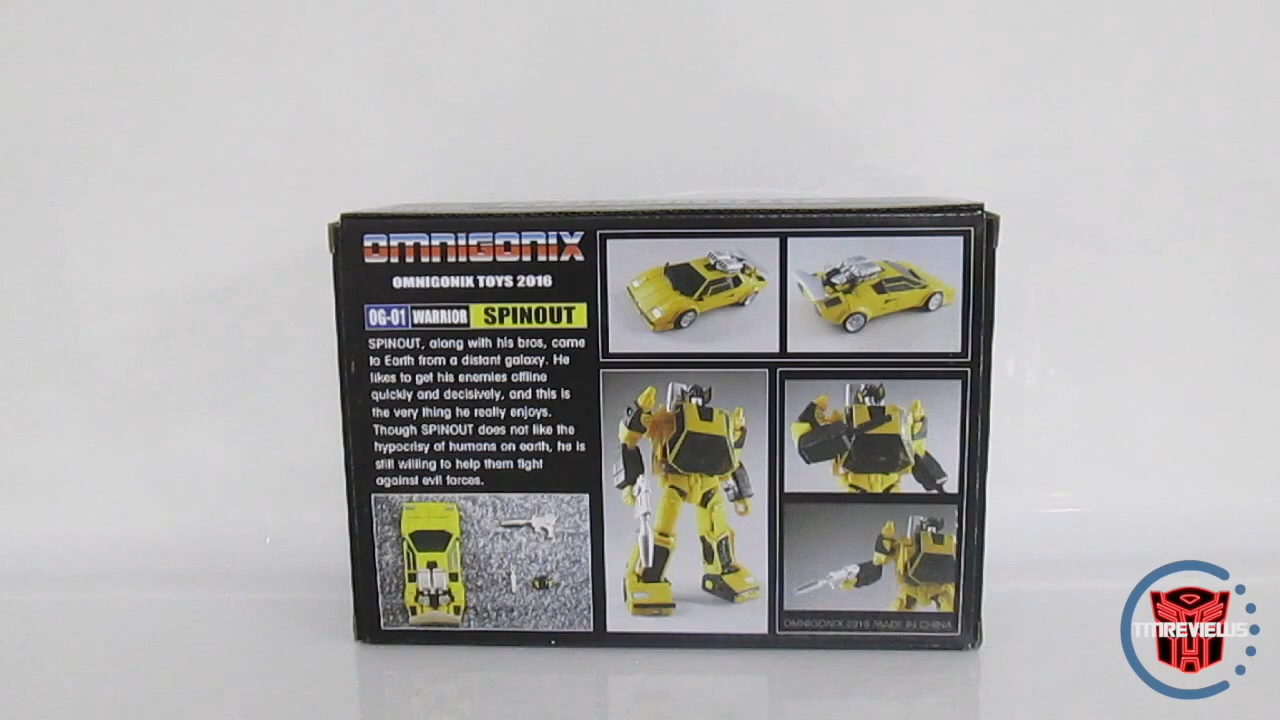 OMNIGONIX
OMNIGONIX TOYS 2016
OG-01 WARRIOR SPINOUT
SPINOUT, along with his bros, came
to Earth from a distant galaxy. He
likes to get his enemies offline
quickly and decisively, and this is
the very thing he really enjoys.
Though SPINOUT does not like the
hypocrisy of humans on earth, he is
still willing to help them fight
against evil forces.
OMNIGONIX 2016 MADE IN CHINA
TMREVIEWS